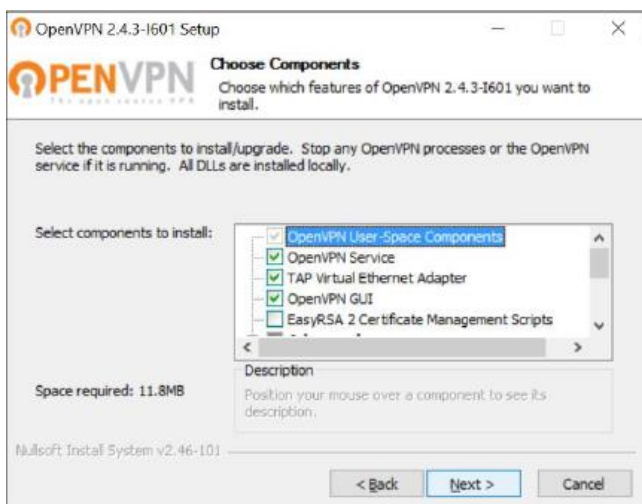 OpenVPN 2.4.3-I601 Setup
OPENVPN
The open source VPN
Choose Components
Choose which features of OpenVPN 2.4.3-I601 you want to
install.
Select the components to install/upgrade. Stop any OpenVPN processes or the OpenVPN
service if it is running. All DLLs are installed locally.
Select components to install:
OpenVPN User-Space Components
OpenVPN Service
TAP Virtual Ethernet Adapter
OpenVPN GUI
EasyRSA 2 Certificate Management Scripts
Space required: 11.8MB
Description
Position your mouse over a component to see its
description.
Nullsoft Install System v2.46-101
< Back
Next >
Cancel